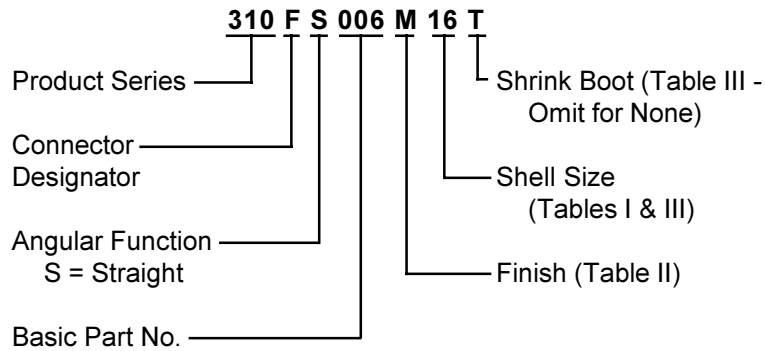 310 F S 006 M 16 T
Product Series
Connector
Designator
Angular Function
S = Straight
Basic Part No.
Shrink Boot (Table III -
Omit for None)
Shell Size
(Tables I & III)
Finish (Table II)